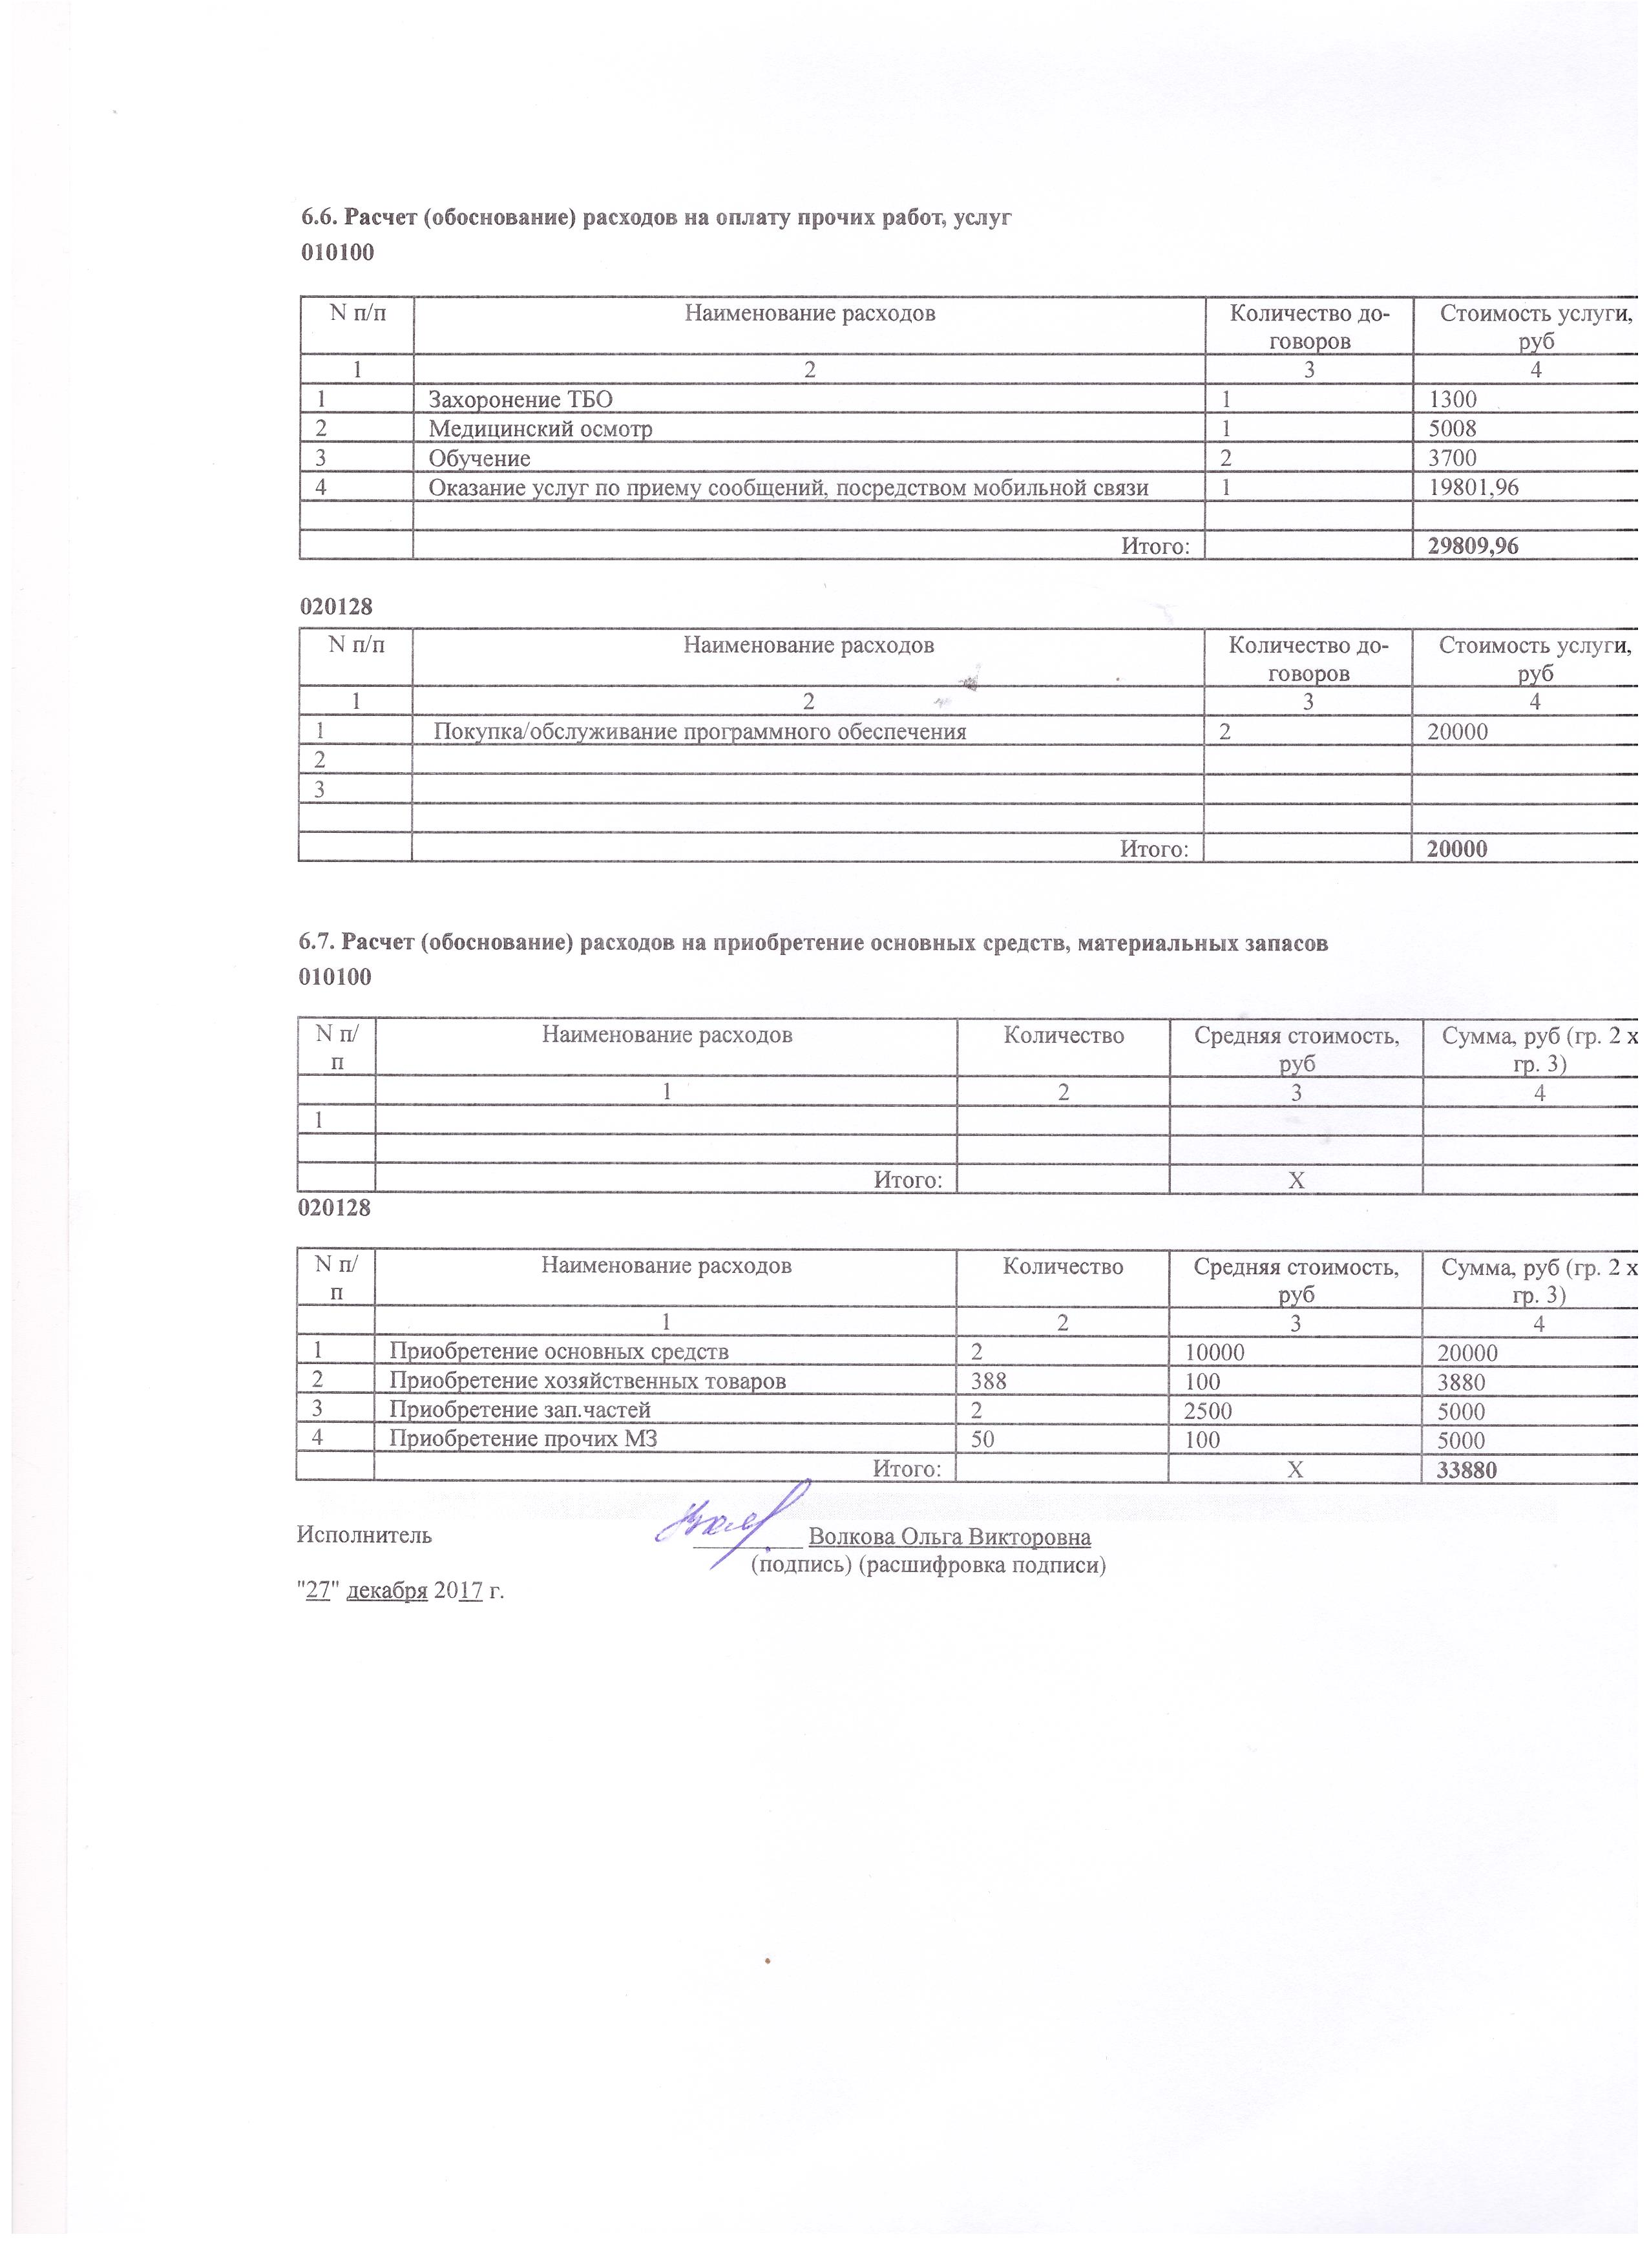 6.6. Расчет (обоснование) расходов на оплату прочих работ, услуг
010100
N п/п Наименование расходов Количество до- Стоимость услуги,
говоров руб
1 2 3 4
1 Захоронение ТБО 1 1300
2 Медицинский осмотр 1 5008
3 Обучение 2 3700
4 Оказание услуг по приему сообщений, посредством мобильной связи 1 19801,96
Итого: 29809,96
020128
N п/п Наименование расходов Количество до- Стоимость услуги,
говоров руб
1 2 3 4
1 Покупка/обслуживание программного обеспечения 2 20000
2
3
Итого: 20000
6.7. Расчет (обоснование) расходов на приобретение основных средств, материальных запасов
010100
N п/ Наименование расходов Количество Средняя стоимость, Сумма, руб (гр. 2 х
п руб гр. 3)
1 2 3 4
1
Итого: Х
020128
N п/ Наименование расходов Количество Средняя стоимость, Сумма, руб (гр. 2 х
п руб гр. 3)
1 2 3 4
1 Приобретение основных средств 2 10000 20000
2 Приобретение хозяйственных товаров 388 100 3880
3 Приобретение зап.частей 2 2500 5000
4 Приобретение прочих МЗ 50 100 5000
Итого: Х 33880
Исполнитель _________ Волкова Ольга Викторовна
(подпись) (расшифровка подписи)
"27" декабря 2017 г.